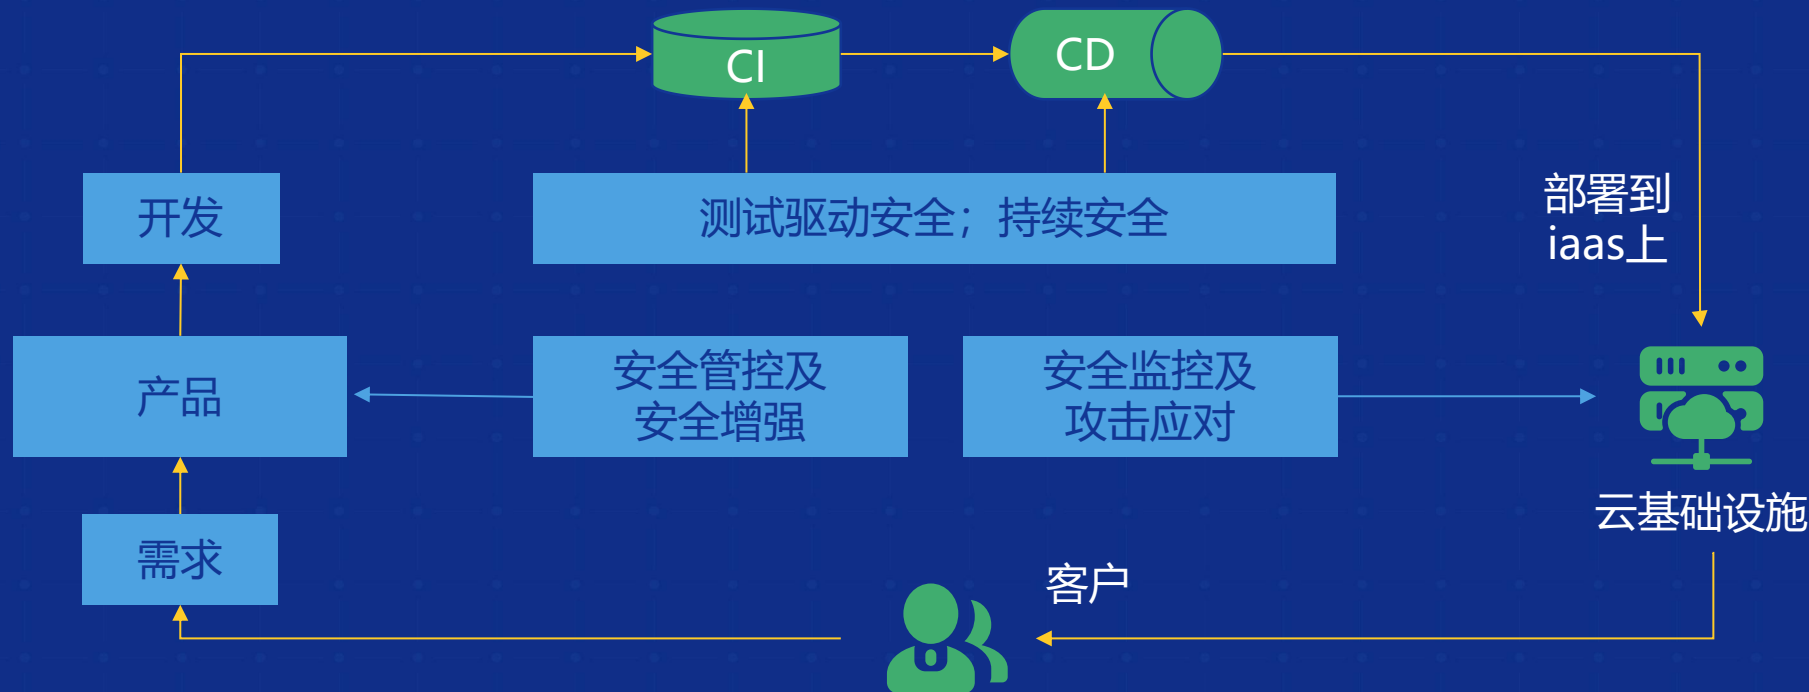 CI
CD
开发
测试驱动安全；持续安全
部署到
iaas上
产品
安全管控及
安全增强
安全监控及
攻击应对
云基础设施
需求
客户